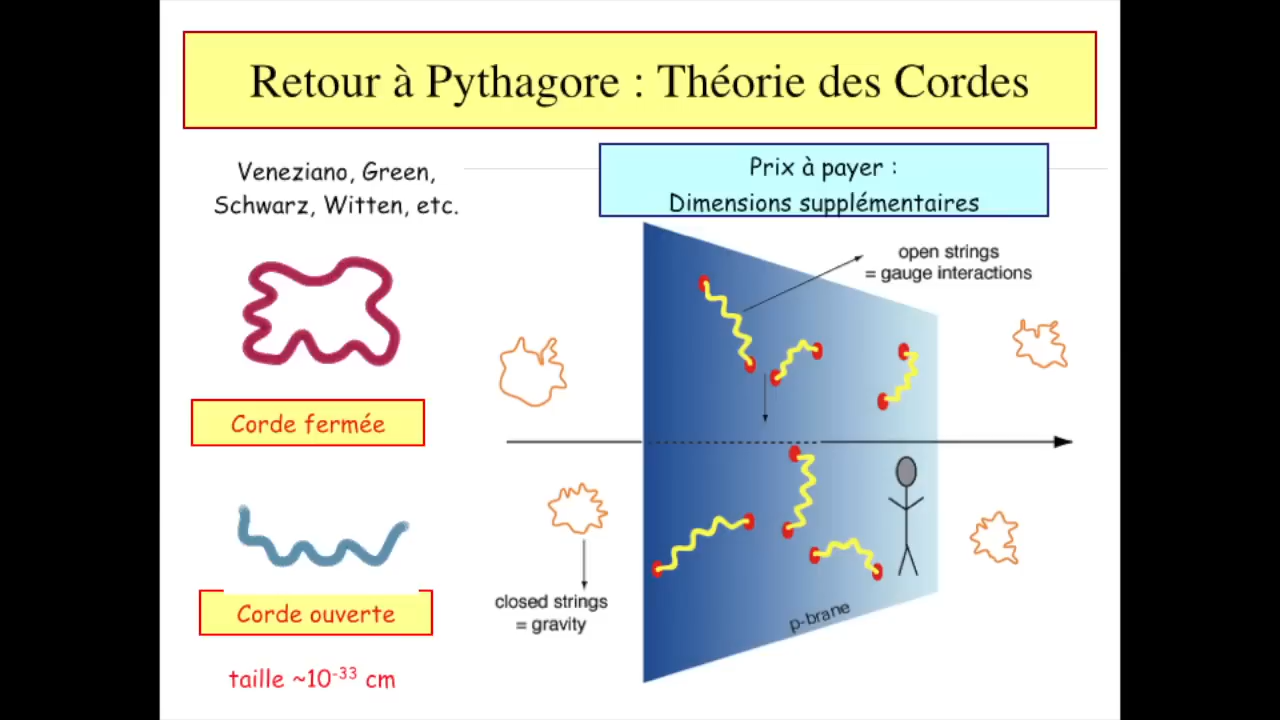 Retour à Pythagore : Théorie des Cordes
Veneziano, Green,
Schwarz, Witten, etc.
Prix à payer :
Dimensions supplémentaires
open strings
= gauge interactions
Corde fermée
Corde ouverte
taille ~10⁻³³ cm
closed strings
= gravity
p-brane